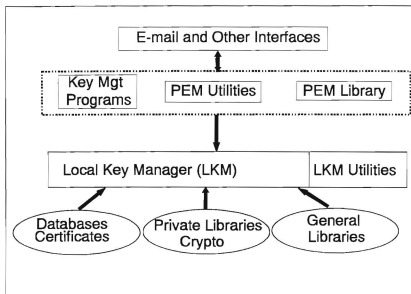 E-mail and Other Interfaces
Key Mgt
Programs
PEM Utilities
PEM Library
Local Key Manager (LKM)
LKM Utilities
Databases
Certificates
Private Libraries
Crypto
General
Libraries